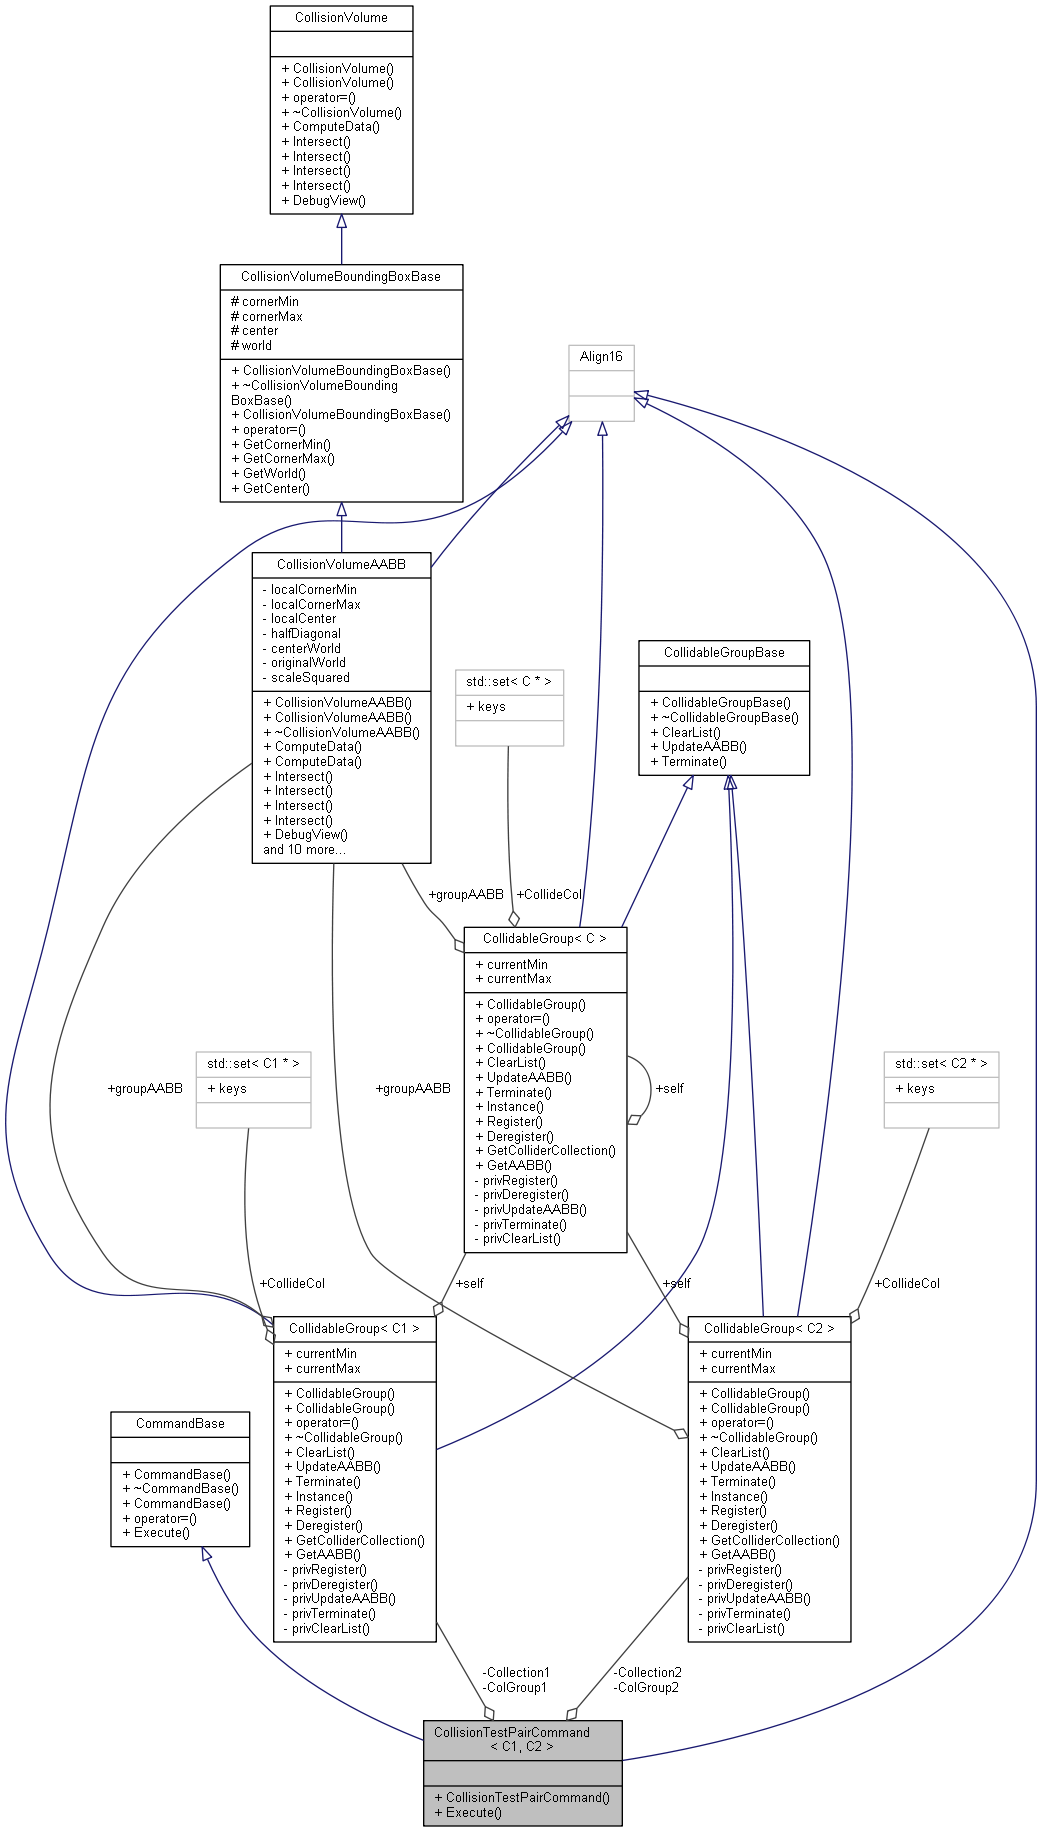 CollisionVolume
+ CollisionVolume()
+ CollisionVolume()
+ operator=()
+ ~CollisionVolume()
+ ComputeData()
+ Intersect()
+ Intersect()
+ Intersect()
+ Intersect()
+ DebugView()
CollisionVolumeBoundingBoxBase
# cornerMin
# cornerMax
# center
# world
+ CollisionVolumeBoundingBoxBase()
+ ~CollisionVolumeBounding
BoxBase()
+ CollisionVolumeBoundingBoxBase()
+ operator=()
+ GetCornerMin()
+ GetCornerMax()
+ GetWorld()
+ GetCenter()
Align16
CollisionVolumeAABB
- localCornerMin
- localCornerMax
- localCenter
- halfDiagonal
- centerWorld
- originalWorld
- scaleSquared
+ CollisionVolumeAABB()
+ CollisionVolumeAABB()
+ ~CollisionVolumeAABB()
+ ComputeData()
+ ComputeData()
+ Intersect()
+ Intersect()
+ Intersect()
+ Intersect()
+ DebugView()
and 10 more...
std::set< C * >
+ keys
CollidableGroupBase
+ CollidableGroupBase()
+ ~CollidableGroupBase()
+ ClearList()
+ UpdateAABB()
+ Terminate()
+groupAABB
+CollideCol
CollidableGroup< C >
+ currentMin
+ currentMax
+ CollidableGroup()
+ operator=()
+ ~CollidableGroup()
+ CollidableGroup()
+ ClearList()
+ UpdateAABB()
+ Terminate()
+ Instance()
+ Register()
+ Deregister()
+ GetColliderCollection()
+ GetAABB()
- privRegister()
- privDeregister()
- privUpdateAABB()
- privTerminate()
- privClearList()
+self
+groupAABB
+groupAABB
std::set< C1 * >
+ keys
std::set< C2 * >
+ keys
+CollideCol
+self
+self
+CollideCol
CollidableGroup< C1 >
+ currentMin
+ currentMax
+ CollidableGroup()
+ CollidableGroup()
+ operator=()
+ ~CollidableGroup()
+ ClearList()
+ UpdateAABB()
+ Terminate()
+ Instance()
+ Register()
+ Deregister()
+ GetColliderCollection()
+ GetAABB()
- privRegister()
- privDeregister()
- privUpdateAABB()
- privTerminate()
- privClearList()
CollidableGroup< C2 >
+ currentMin
+ currentMax
+ CollidableGroup()
+ CollidableGroup()
+ operator=()
+ ~CollidableGroup()
+ ClearList()
+ UpdateAABB()
+ Terminate()
+ Instance()
+ Register()
+ Deregister()
+ GetColliderCollection()
+ GetAABB()
- privRegister()
- privDeregister()
- privUpdateAABB()
- privTerminate()
- privClearList()
CommandBase
+ CommandBase()
+ ~CommandBase()
+ CommandBase()
+ operator=()
+ Execute()
-Collection1
-ColGroup1
-Collection2
-ColGroup2
CollisionTestPairCommand
< C1, C2 >
+ CollisionTestPairCommand()
+ Execute()